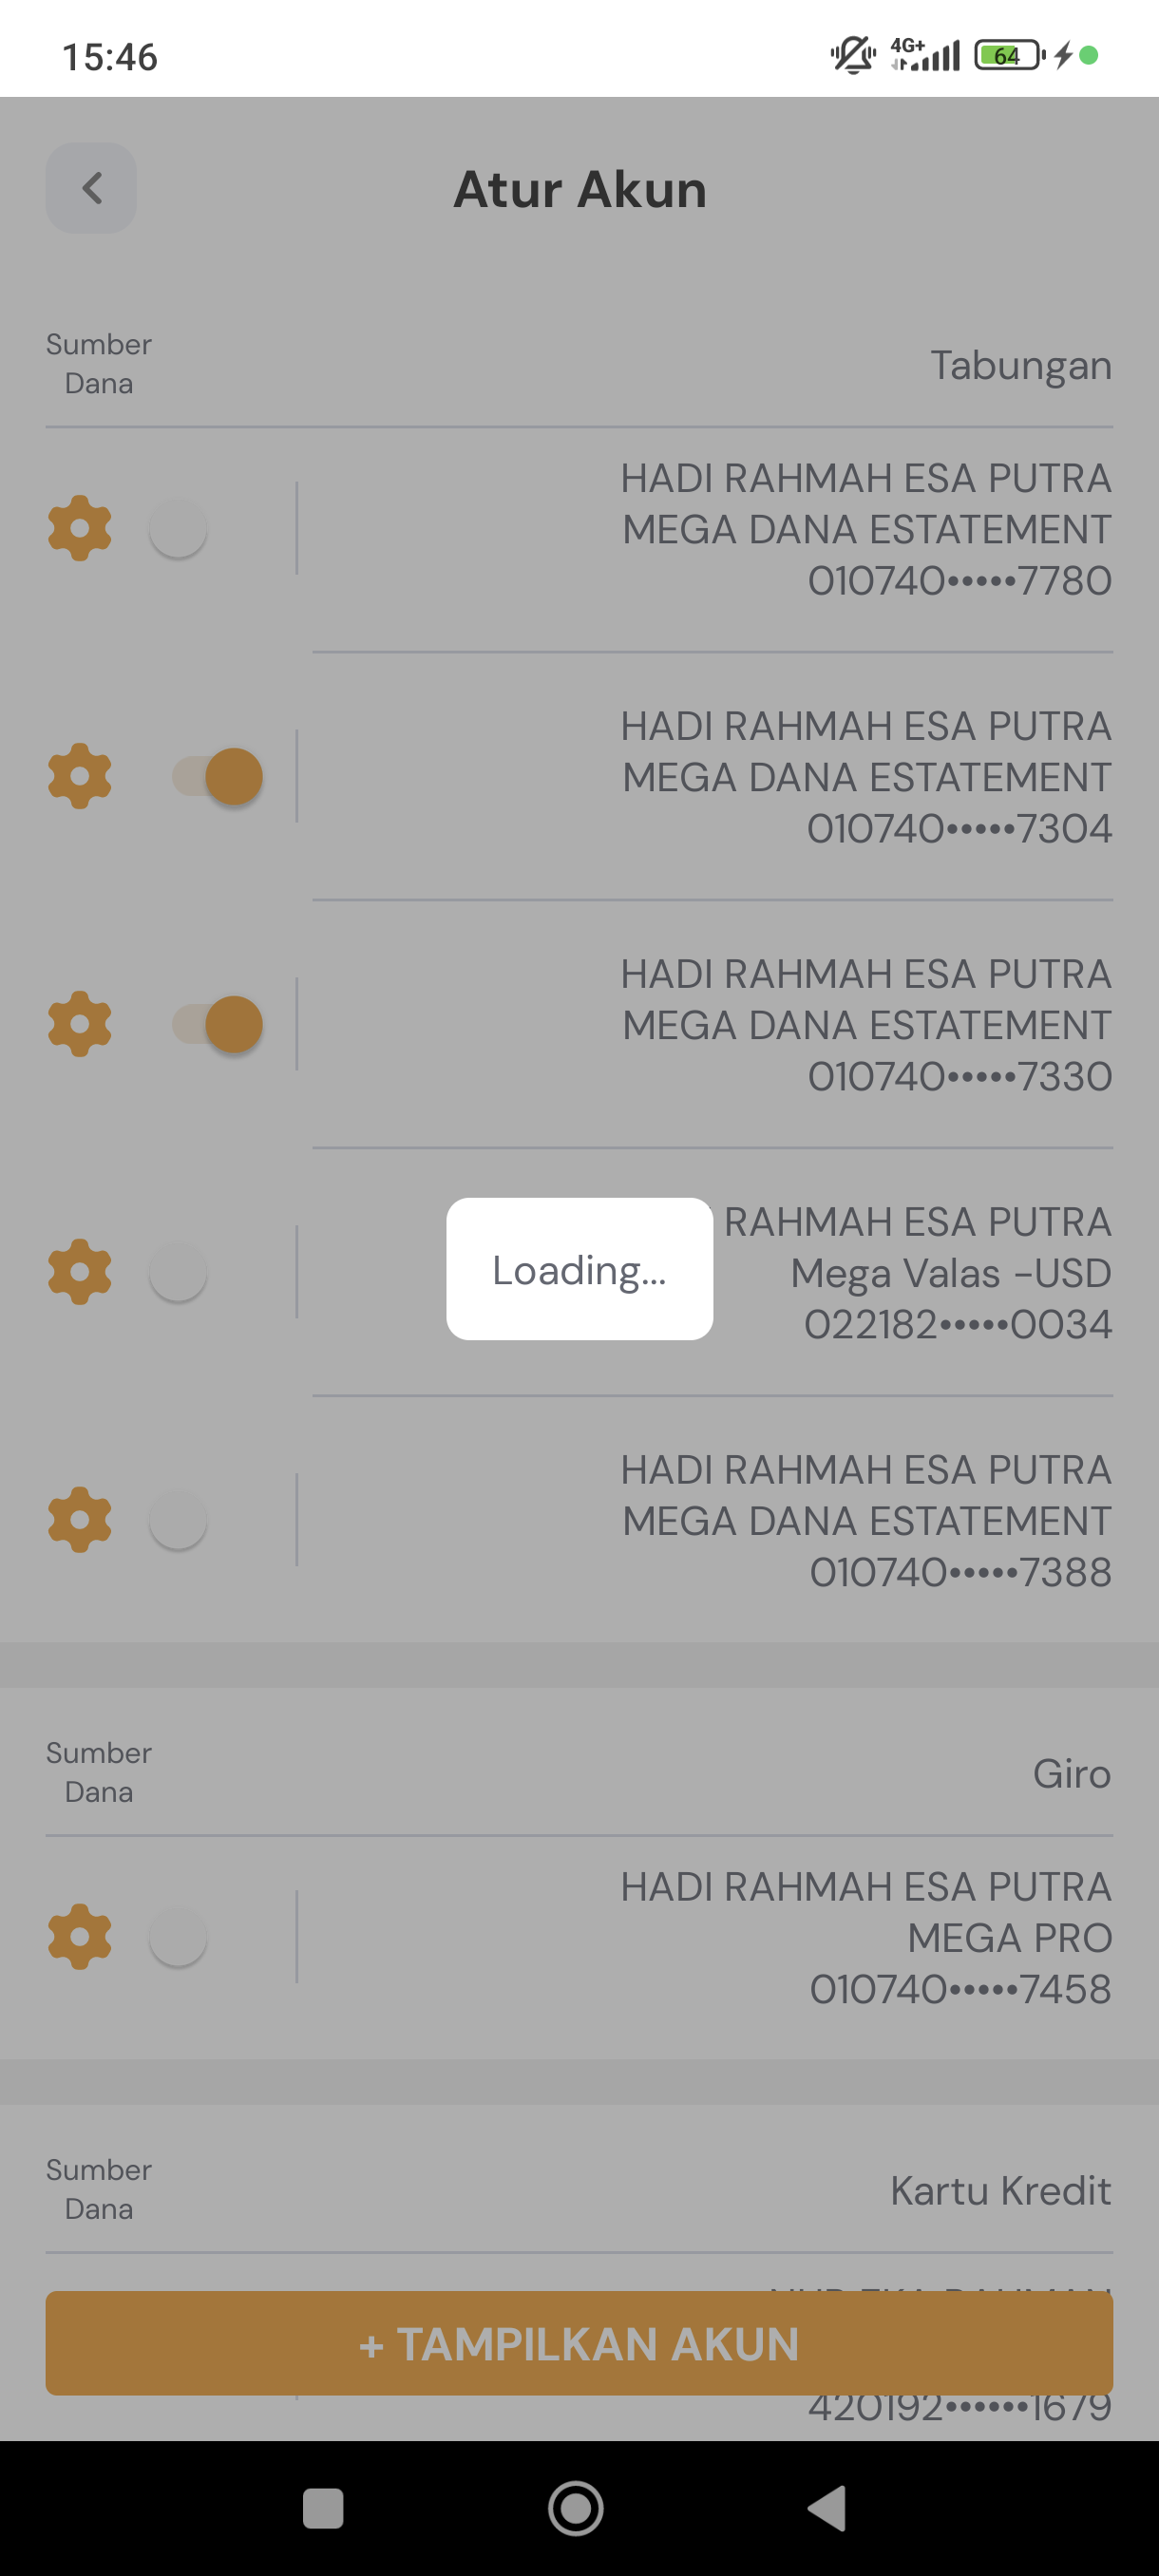 15:46
4G+
64
Atur Akun
Sumber
Dana
Tabungan
HADI RAHMAH ESA PUTRA
MEGA DANA ESTATEMENT
010740•••••7780
HADI RAHMAH ESA PUTRA
MEGA DANA ESTATEMENT
010740•••••7304
HADI RAHMAH ESA PUTRA
MEGA DANA ESTATEMENT
010740•••••7330
RAHMAH ESA PUTRA
Mega Valas -USD
022182•••••0034
Loading...
HADI RAHMAH ESA PUTRA
MEGA DANA ESTATEMENT
010740•••••7388
Sumber
Dana
Giro
HADI RAHMAH ESA PUTRA
MEGA PRO
010740•••••7458
Sumber
Dana
Kartu Kredit
+ TAMPILKAN AKUN
420192••••••1679